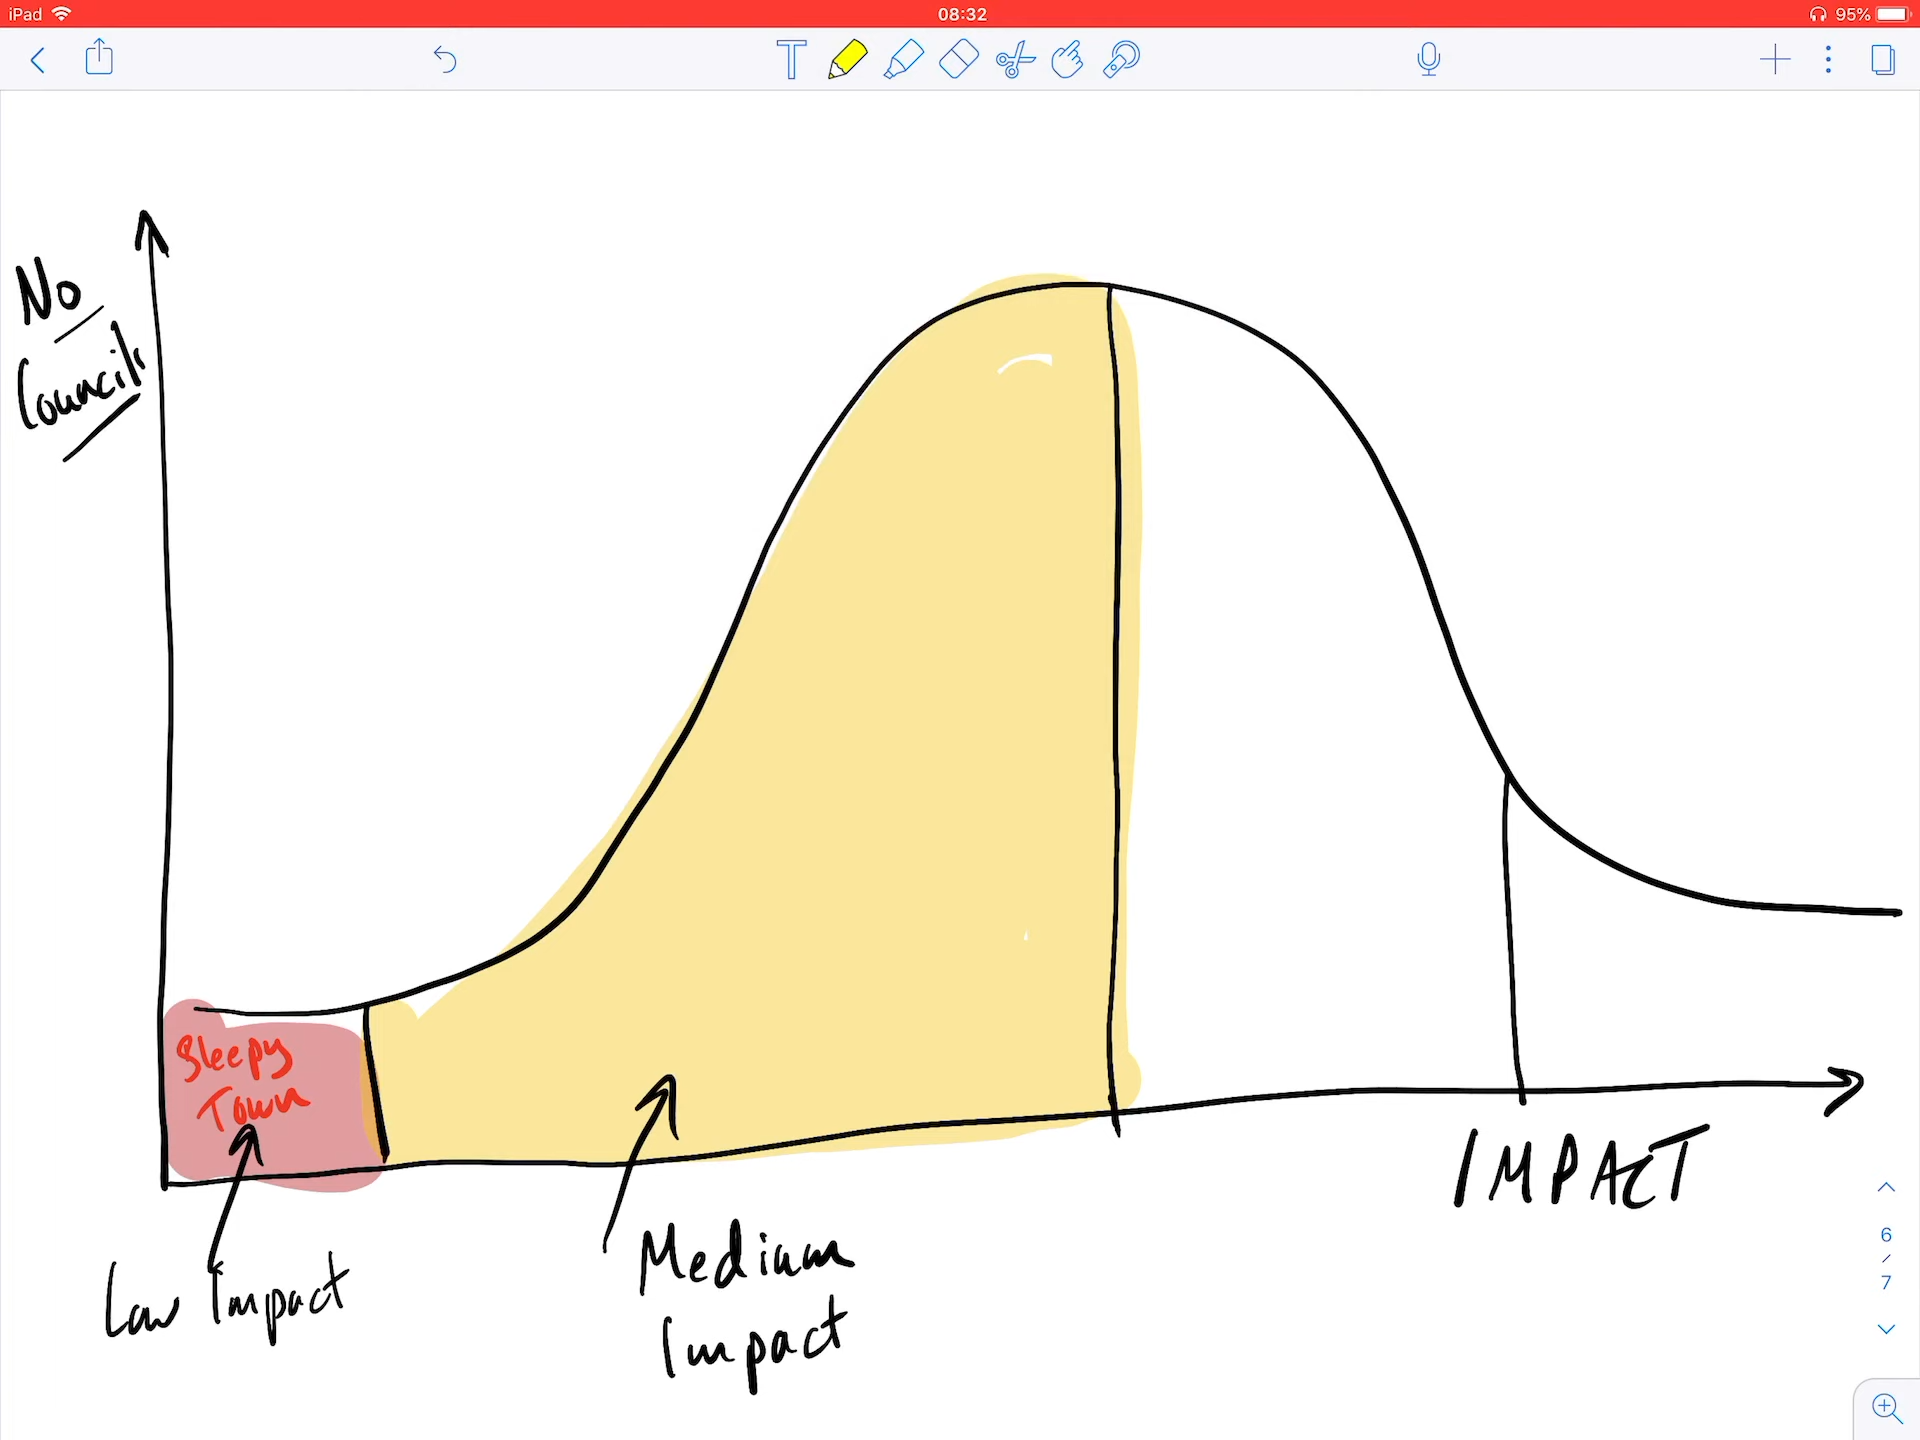 iPad
08:32
95%
T
No
Councils
Sleepy
Town
Low Impact
Medium
Impact
IMPACT
6
/
7